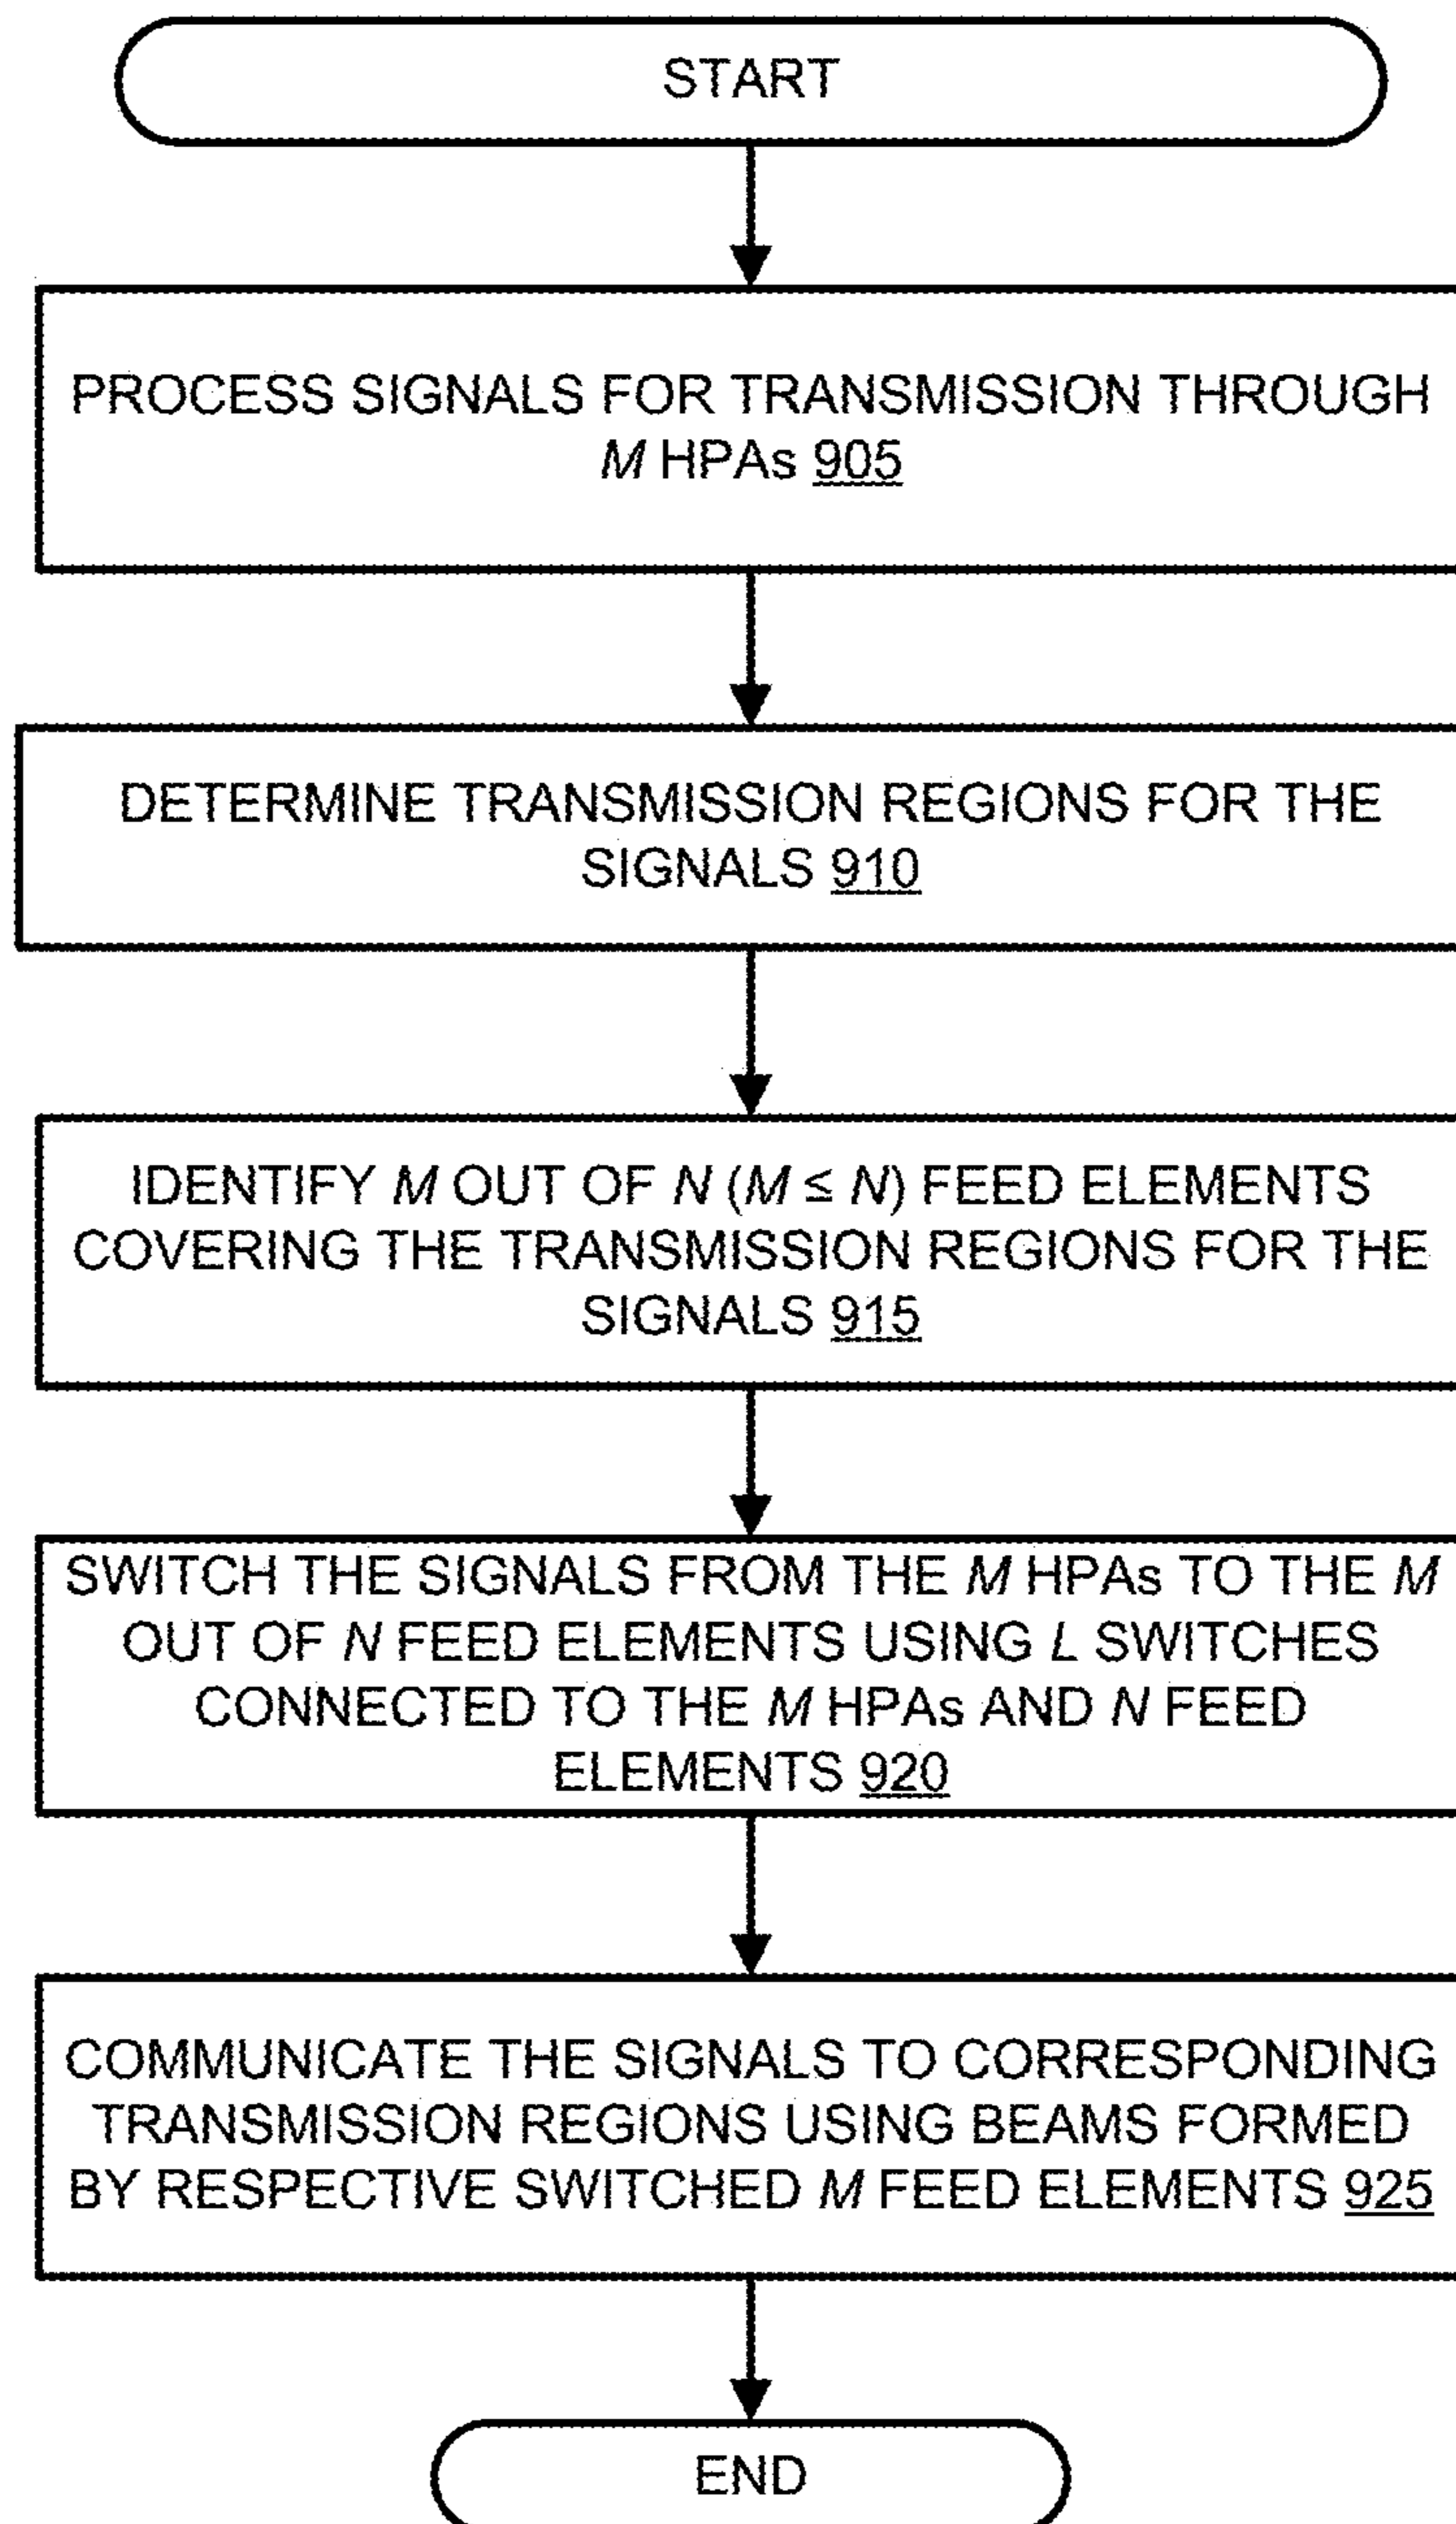 START
PROCESS SIGNALS FOR TRANSMISSION THROUGH
M HPAs 905
DETERMINE TRANSMISSION REGIONS FOR THE
SIGNALS 910
IDENTIFY M OUT OF N (M ≤ N) FEED ELEMENTS
COVERING THE TRANSMISSION REGIONS FOR THE
SIGNALS 915
SWITCH THE SIGNALS FROM THE M HPAs TO THE M
OUT OF N FEED ELEMENTS USING L SWITCHES
CONNECTED TO THE M HPAs AND N FEED
ELEMENTS 920
COMMUNICATE THE SIGNALS TO CORRESPONDING
TRANSMISSION REGIONS USING BEAMS FORMED
BY RESPECTIVE SWITCHED M FEED ELEMENTS 925
END